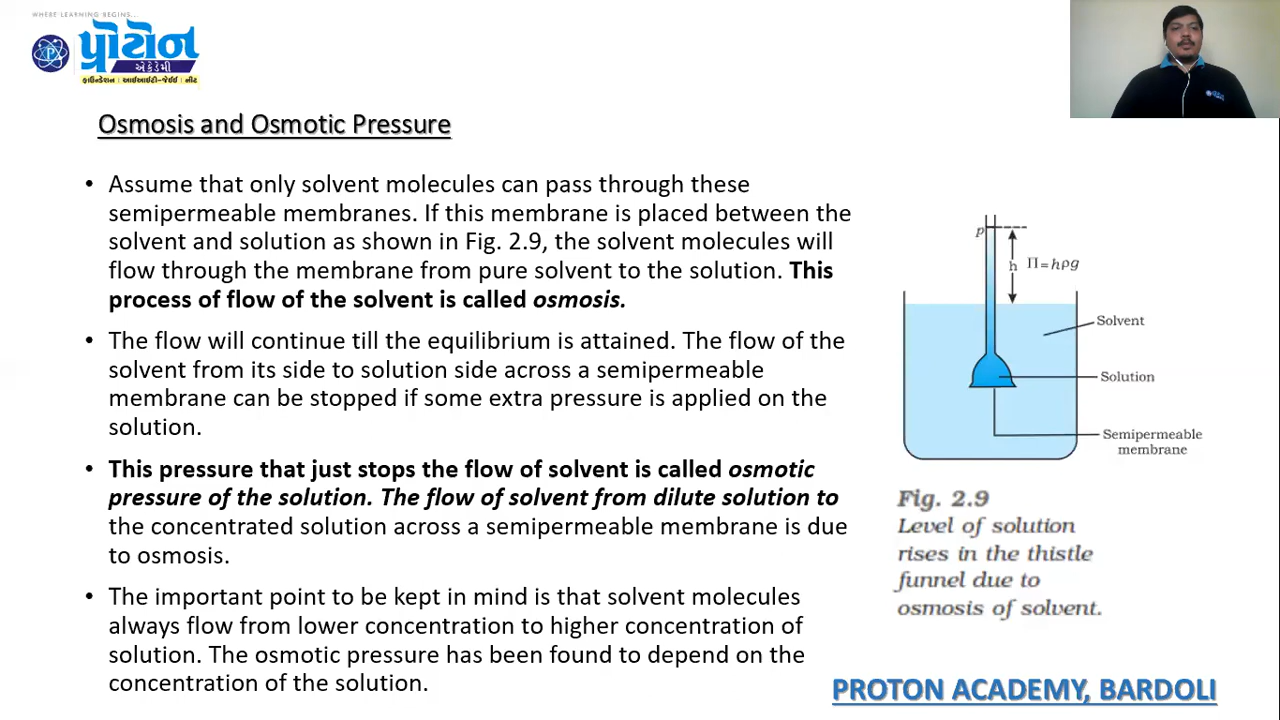 WHERE LEARNING BEGINS...
પ્રોટોન
એકેડેમી
ફાઉન્ડેશન : આઈઆઈટી-જેઈઈ : નીટ
Osmosis and Osmotic Pressure
• Assume that only solvent molecules can pass through these
semipermeable membranes. If this membrane is placed between the
solvent and solution as shown in Fig. 2.9, the solvent molecules will
flow through the membrane from pure solvent to the solution. This
process of flow of the solvent is called osmosis.
• The flow will continue till the equilibrium is attained. The flow of the
solvent from its side to solution side across a semipermeable
membrane can be stopped if some extra pressure is applied on the
solution.
• This pressure that just stops the flow of solvent is called osmotic
pressure of the solution. The flow of solvent from dilute solution to
the concentrated solution across a semipermeable membrane is due
to osmosis.
• The important point to be kept in mind is that solvent molecules
always flow from lower concentration to higher concentration of
solution. The osmotic pressure has been found to depend on the
concentration of the solution.
p
h Π=hρg
Solvent
Solution
Semipermeable
membrane
Fig. 2.9
Level of solution
rises in the thistle
funnel due to
osmosis of solvent.
PROTON ACADEMY, BARDOLI